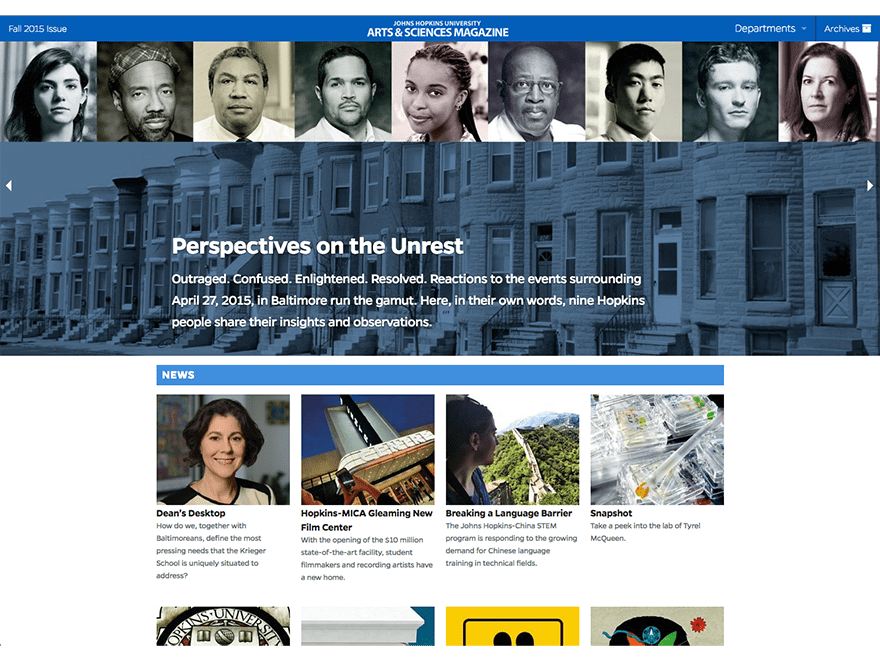 Fall 2015 Issue
JOHNS HOPKINS UNIVERSITY
ARTS & SCIENCES MAGAZINE
Departments
Archives
Perspectives on the Unrest
Outraged. Confused. Enlightened. Resolved. Reactions to the events surrounding
April 27, 2015, in Baltimore run the gamut. Here, in their own words, nine Hopkins
people share their insights and observations.
NEWS
Dean's Desktop
How do we, together with
Baltimoreans, define the most
pressing needs that the Krieger
School is uniquely situated to
address?
Hopkins-MICA Gleaming New
Film Center
With the opening of the $10 million
state-of-the-art facility, student
filmmakers and recording artists have
a new home.
Breaking a Language Barrier
The Johns Hopkins-China STEM
program is responding to the growing
demand for Chinese language
training in technical fields.
Snapshot
Take a peek into the lab of Tyrel
McQueen.
HOPKINS·UNIVERSITY